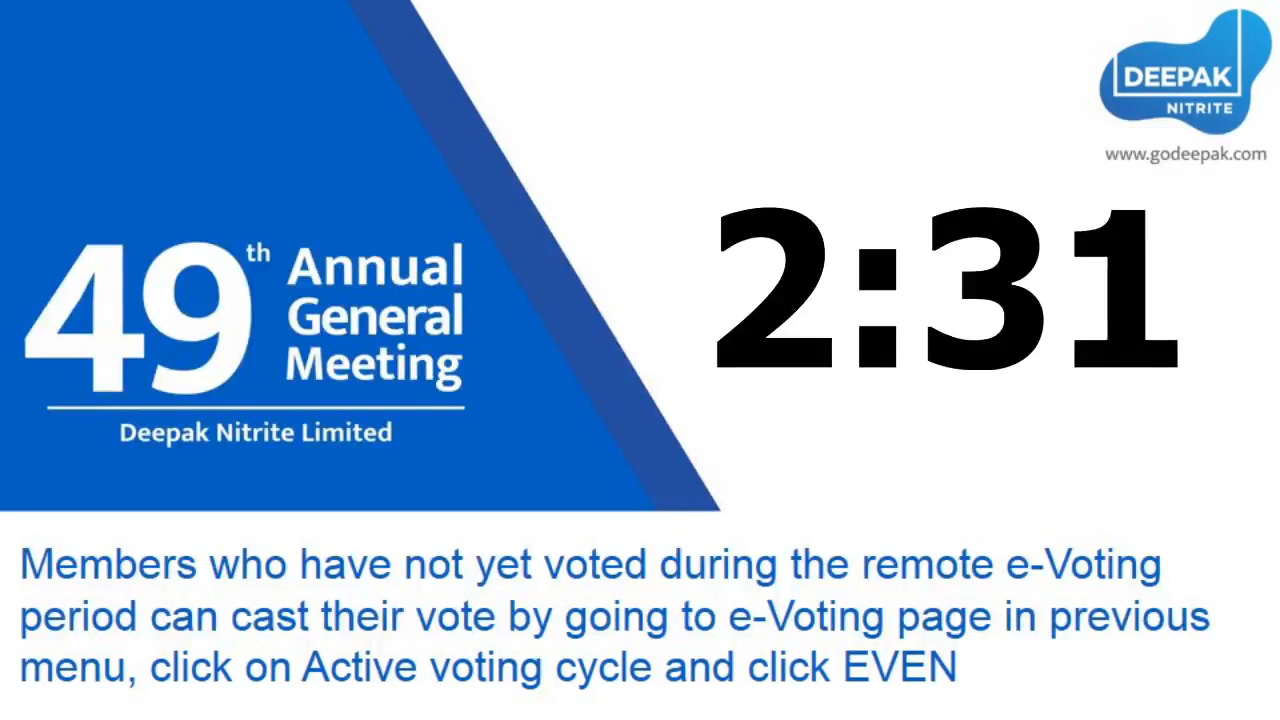 DEEPAK
NITRITE
www.godeepak.com
2:31
49th Annual
General
Meeting
Deepak Nitrite Limited
Members who have not yet voted during the remote e-Voting
period can cast their vote by going to e-Voting page in previous
menu, click on Active voting cycle and click EVEN